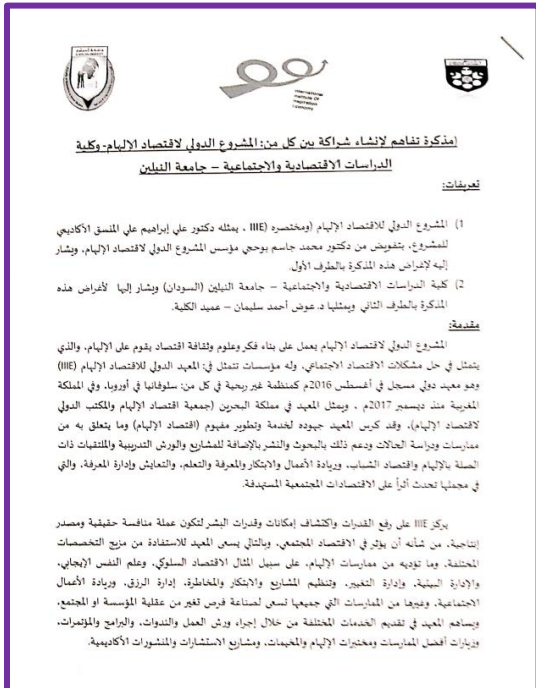 International
Institute Of
Inspiration
Economy
(مذكرة تفاهم لإنشاء شراكة بين كل من: المشروع الدولي لاقتصاد الإلهام- وكلية
الدراسات الاقتصادية والاجتماعية – جامعة النيلين
تعريفات:
1) المشروع الدولي للاقتصاد الإلهام (ومختصره (IIIE ، يمثله دكتور علي إبراهيم علي المنسق الأكاديمي
للمشروع، بتفويض من دكتور محمد جاسم بوحجي مؤسس المشروع الدولي لاقتصاد الإلهام، ويشار
إليه لإغراض هذه المذكرة بالطرف الأول.
2) كلية الدراسات الاقتصادية والاجتماعية – جامعة النيلين (السودان) ويشار إليها لأغراض هذه
المذكرة بالطرف الثاني ويمثلها د. عوض أحمد سليمان – عميد الكلية.
مقدمة:
المشروع الدولي لاقتصاد الإلهام يعمل على بناء فكر وعلوم وثقافة اقتصاد يقوم على الإلهام، والذي
يتمثل في حل مشكلات الاقتصاد الاجتماعي، وله مؤسسات تتمثل في: المعهد الدولي للاقتصاد الإلهام (IIIE)
وهو معهد دولي مسجل في أغسطس 2016م كمنظمة غير ربحية في كل من: سلوفانيا في أوروبا، وفي المملكة
المغربية منذ ديسمبر 2017م ، ويمثل المعهد في مملكة البحرين (جمعية اقتصاد الإلهام والمكتب الدولي
لاقتصاد الإلهام)، وقد كرس المعهد جهوده لخدمة وتطوير مفهوم (اقتصاد الإلهام) وما يتعلق به من
ممارسات ودراسة الحالات ودعم ذلك بالبحوث والنشر بالإضافة للمشاريع والورش التدريبية والملتقيات ذات
الصلة بالإلهام واقتصاد الشباب، وريادة الأعمال والابتكار والمعرفة والتعلم، والتعايش وإدارة المعرفة، والتي
في مجملها تحدث أثراً على الاقتصادات المجتمعية المستهدفة.
يركز IIIE على رفع القدرات واكتشاف إمكانات وقدرات البشر لتكون عملة منافسة حقيقية ومصدر
إنتاجية، من شأنه أن يؤثر في الاقتصاد المجتمعي، وبالتالي يسعى المعهد للاستفادة من مزيج التخصصات
المختلفة، وما تؤديه من ممارسات الإلهام، على سبيل المثال الاقتصاد السلوكي، وعلم النفس الإيجابي،
والإدارة البيئية، وإدارة التغيير، وتنظيم المشاريع والابتكار والمخاطرة، إدارة الرزق، وريادة الأعمال
الاجتماعية، وغيرها من الممارسات التي جميعها تسعى لصناعة فرص تغير من عقلية المؤسسة او المجتمع،
ويساهم المعهد في تقديم الخدمات المختلفة من خلال إجراء ورش العمل والندوات، والبرامج والمؤتمرات،
وزيارات أفضل الممارسات ومختبرات الإلهام والمخيمات، ومشاريع الاستشارات والمنشورات الأكاديمية.